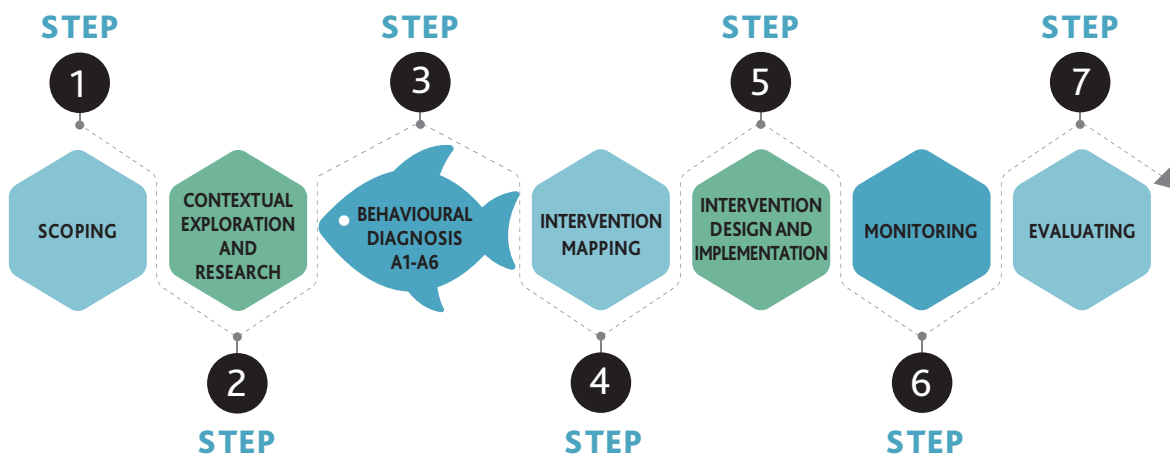 STEP
1
SCOPING
CONTEXTUAL
EXPLORATION
AND
RESEARCH
2
STEP
STEP
3
BEHAVIOURAL
DIAGNOSIS
A1-A6
INTERVENTION
MAPPING
4
STEP
STEP
5
INTERVENTION
DESIGN AND
IMPLEMENTATION
MONITORING
6
STEP
STEP
7
EVALUATING